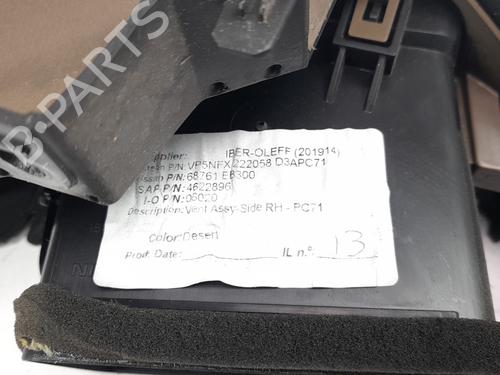 B-PARTS
Supplier: IBER-OLEFF (201914)
P/N: VP5NFX 222058 D3APC71
P/N: 68761 EB300
SAP P/N: 4622896
I-O P/N: 06020
Description: Vent Assy-Side RH - PC71
Color: Desert
Prod. Date: IL n.º: 13